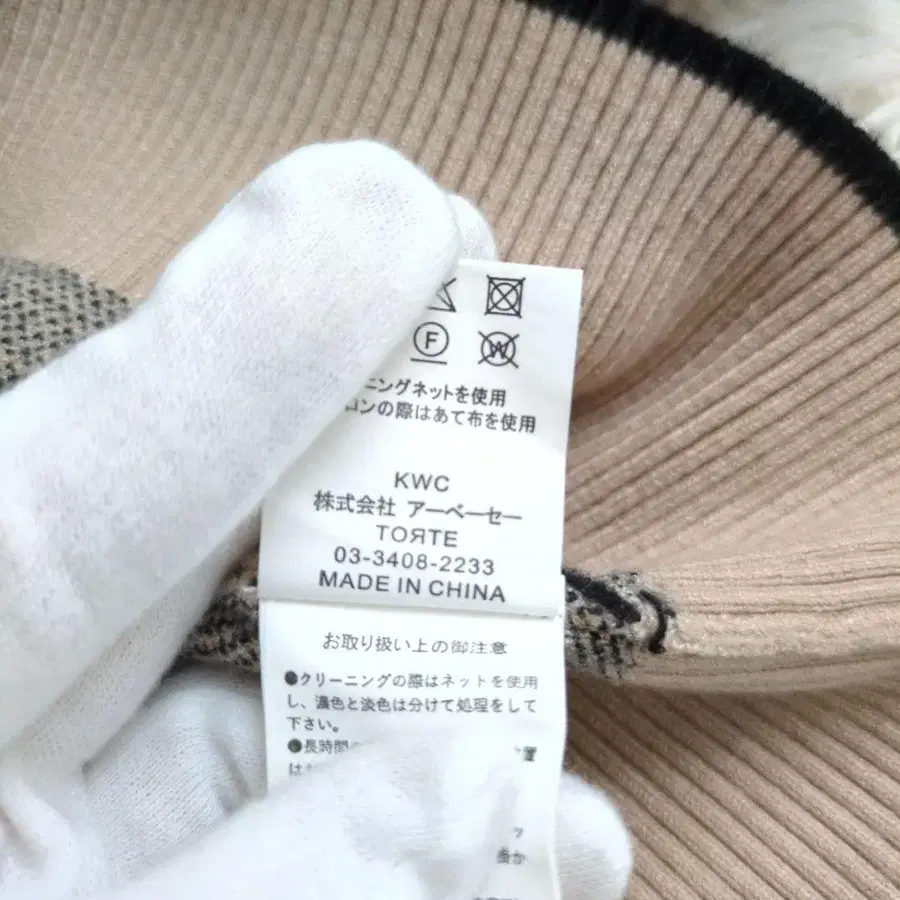 F W
ニングネットを使用
ロンの際はあて布を使用
KWC
株式会社 アーベーセー
TOЯTE
03-3408-2233
MADE IN CHINA
お取り扱い上の御注意
●クリーニングの際はネットを使用
し、濃色と淡色は分けて処理をして
下さい。
●長時間
は